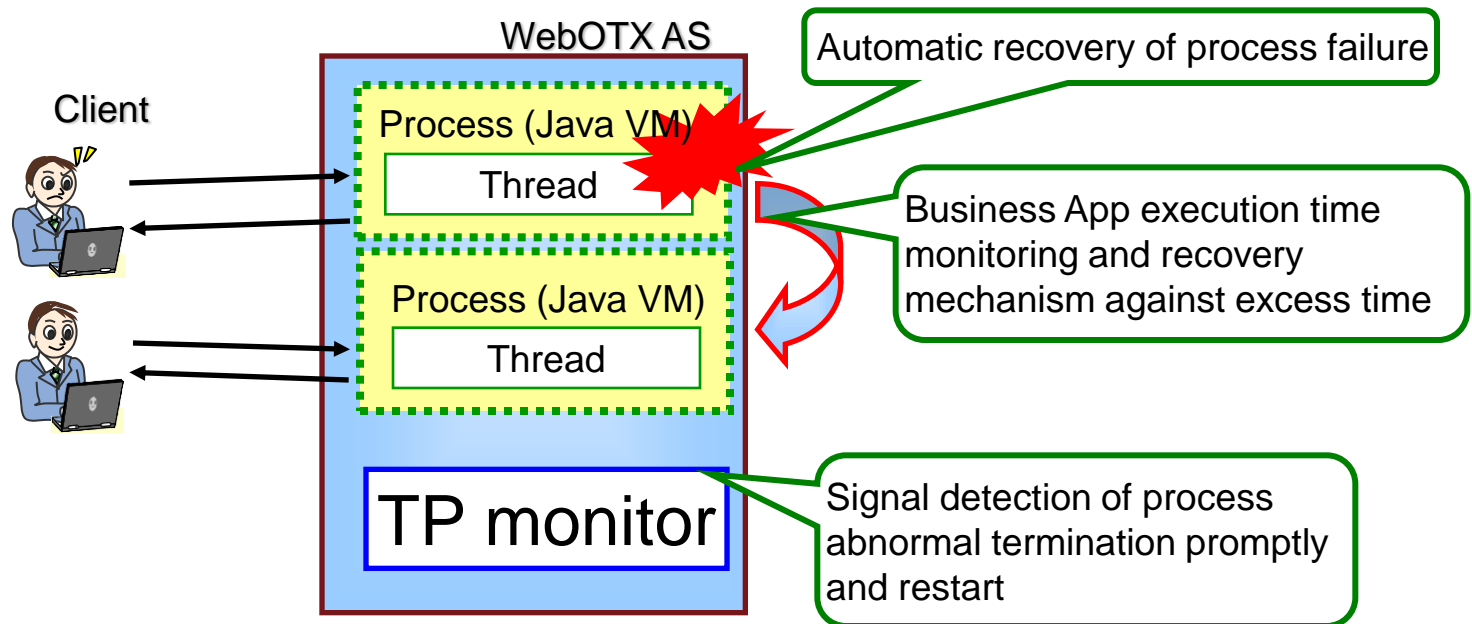 WebOTX AS
Automatic recovery of process failure
Client
Process (Java VM)
Thread
Business App execution time
monitoring and recovery
mechanism against excess time
Process (Java VM)
Thread
TP monitor
Signal detection of process
abnormal termination promptly
and restart